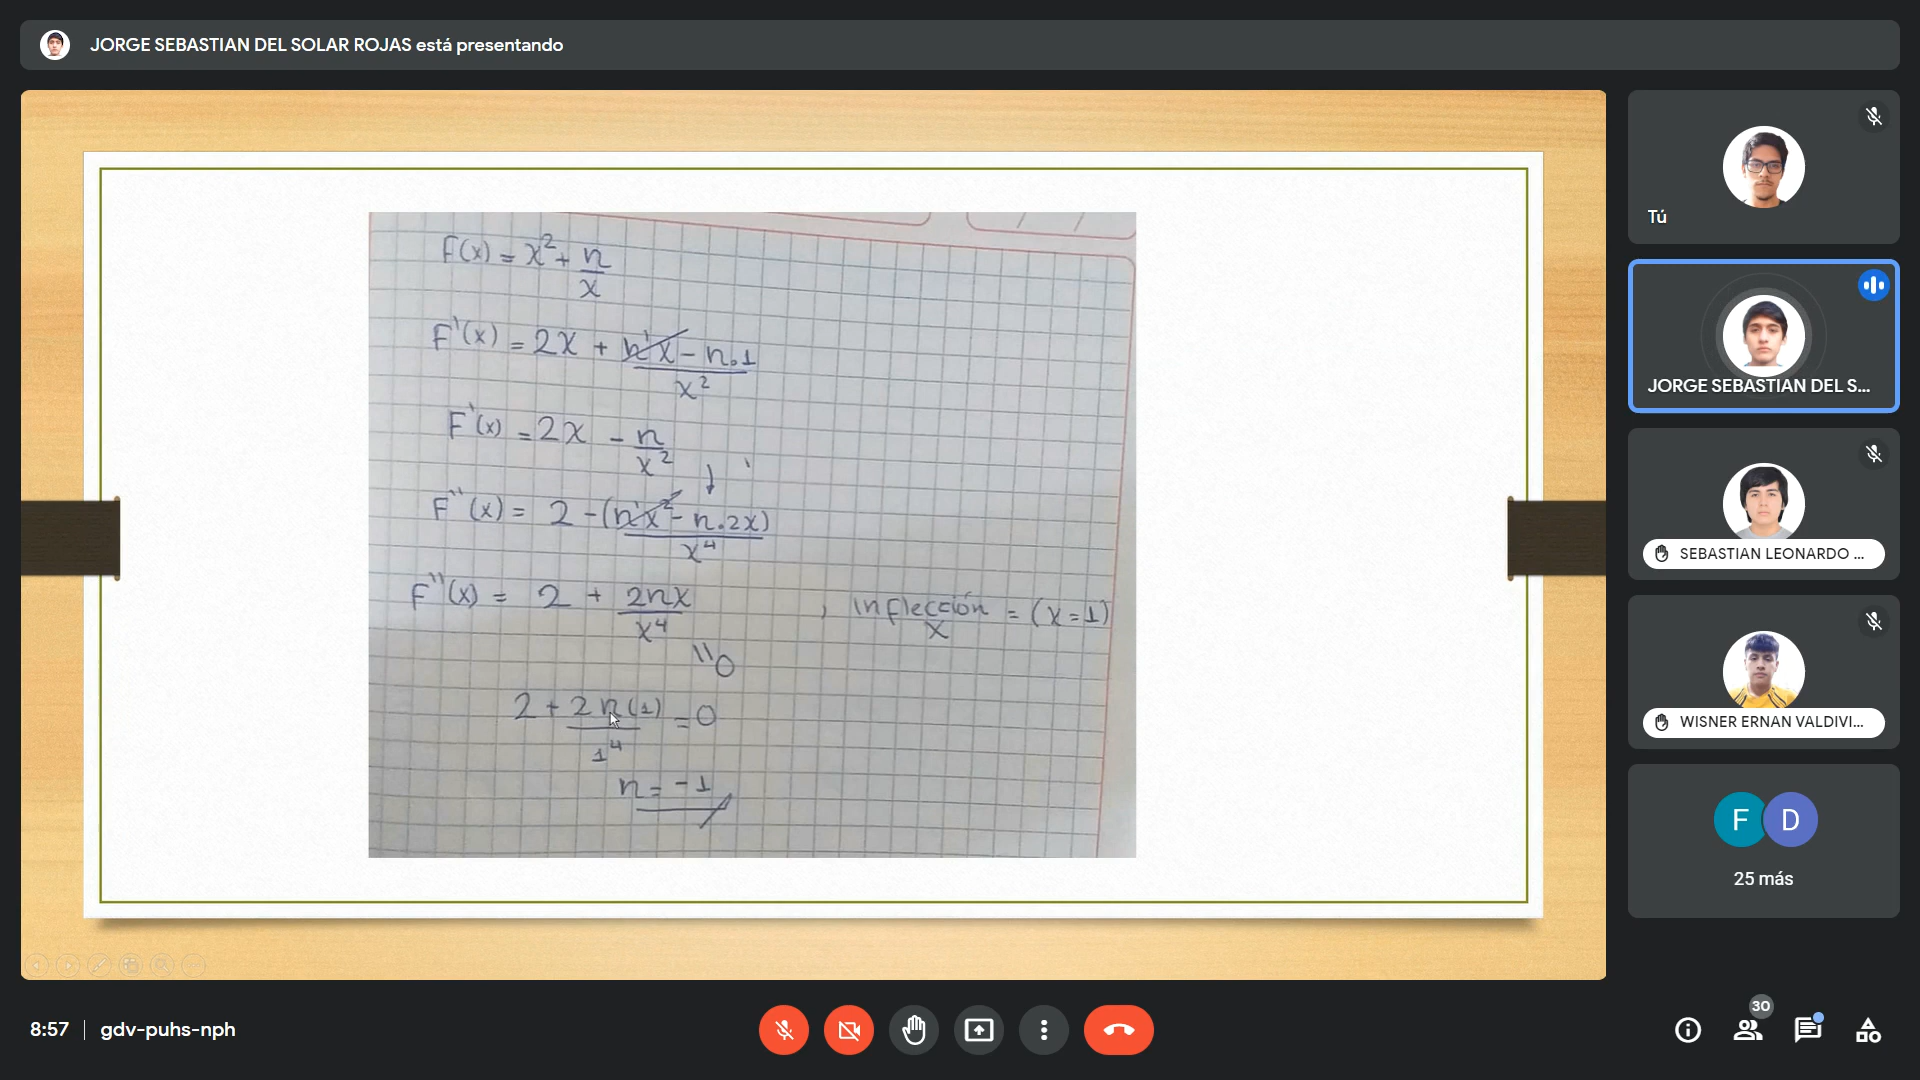 JORGE SEBASTIAN DEL SOLAR ROJAS está presentando
F(x) = x² + n/x
F'(x) = 2x + (n'x - n.1)/x²
F'(x) = 2x - n/x²
F''(x) = 2 - (n'x² - n.2x)/x⁴
F''(x) = 2 + 2nx/x⁴ , Inflección/x = (x=1)
"0
2 + 2n(1)/1⁴ = 0
n = -1
Tú
JORGE SEBASTIAN DEL S...
SEBASTIAN LEONARDO ...
WISNER ERNAN VALDIVI...
F D
25 más
8:57 | gdv-puhs-nph
30